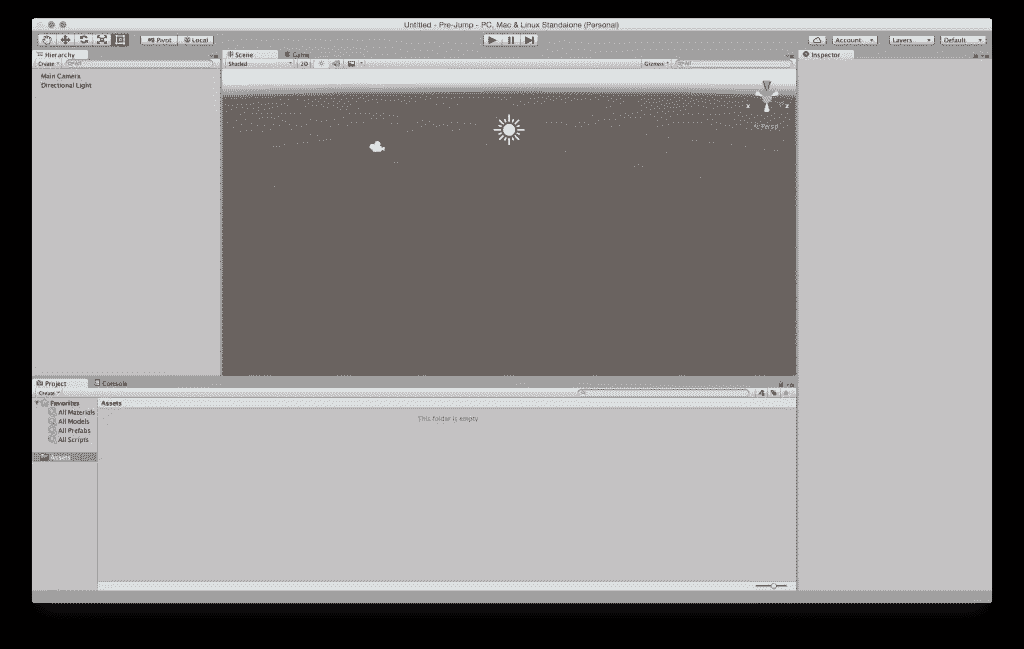 Untitled - Pre-Jump - PC, Mac & Linux Standalone (Personal)
Pivot Local Account Layers Default
Hierarchy
Create All
Main Camera
Directional Light
Scene Game
Shaded 2D Gizmos All
x z
Persp
Inspector
Project Console
Create
Favorites
All Materials
All Models
All Prefabs
All Scripts
Assets
Assets
This folder is empty